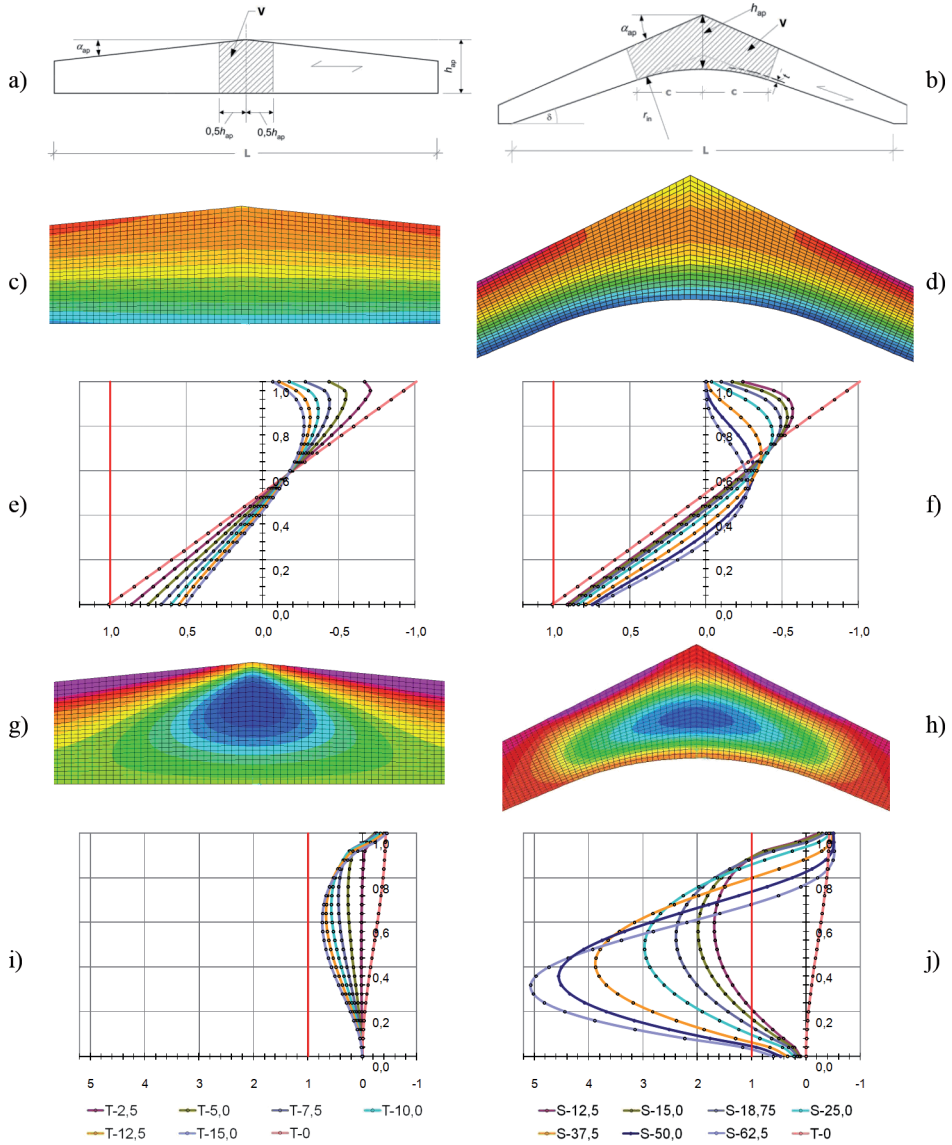 a)
V
α_ap
h_ap
0,5h_ap 0,5h_ap
L
b)
α_ap
h_ap
V
t
c c
r_in
δ
L
c)
d)
e)
1,0
0,8
0,6
0,4
0,2
0,0
1,0 0,5 0,0 -0,5 -1,0
f)
1,0
0,8
0,6
0,4
0,2
0,0
1,0 0,5 0,0 -0,5 -1,0
g)
h)
i)
1,0
0,8
0,6
0,4
0,2
0,0
5 4 3 2 1 0 -1
j)
1,0
0,8
0,6
0,4
0,2
0,0
5 4 3 2 1 0 -1
T-2,5 T-5,0 T-7,5 T-10,0
T-12,5 T-15,0 T-0
S-12,5 S-15,0 S-18,75 S-25,0
S-37,5 S-50,0 S-62,5 T-0